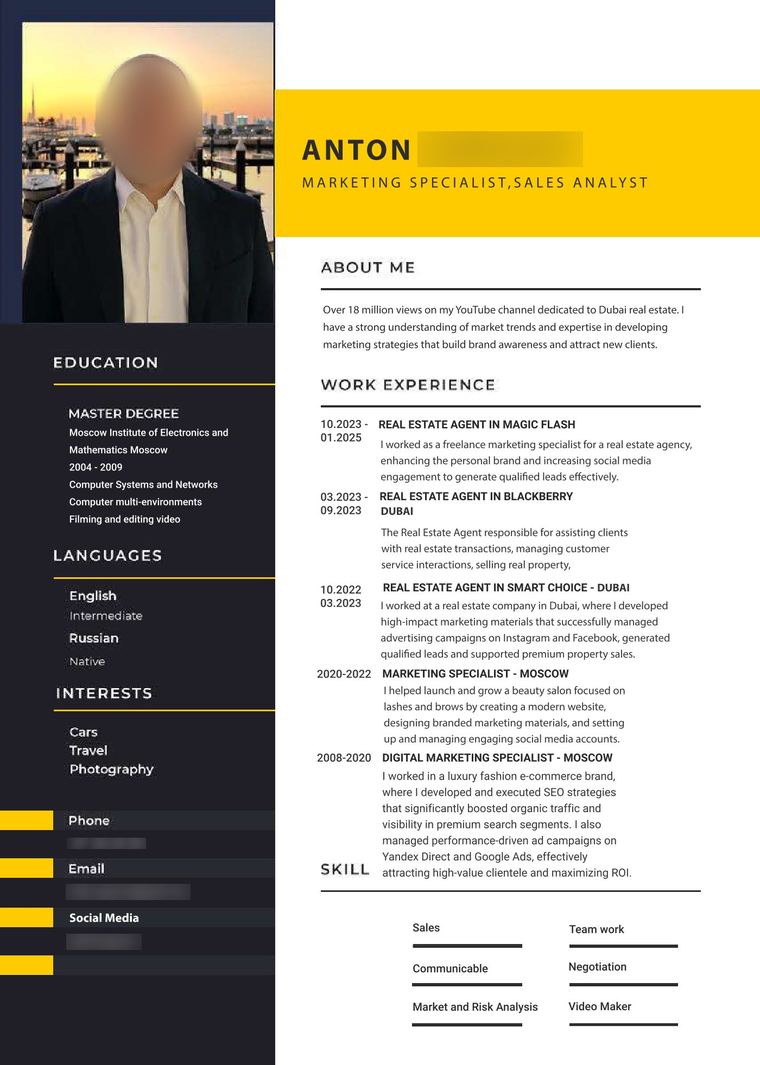 ANTON
MARKETING SPECIALIST,SALES ANALYST
ABOUT ME
Over 18 million views on my YouTube channel dedicated to Dubai real estate. I
have a strong understanding of market trends and expertise in developing
marketing strategies that build brand awareness and attract new clients.
WORK EXPERIENCE
10.2023 -
01.2025
REAL ESTATE AGENT IN MAGIC FLASH
I worked as a freelance marketing specialist for a real estate agency,
enhancing the personal brand and increasing social media
engagement to generate qualified leads effectively.
03.2023 -
09.2023
REAL ESTATE AGENT IN BLACKBERRY
DUBAI
The Real Estate Agent responsible for assisting clients
with real estate transactions, managing customer
service interactions, selling real property,
10.2022
03.2023
REAL ESTATE AGENT IN SMART CHOICE - DUBAI
I worked at a real estate company in Dubai, where I developed
high-impact marketing materials that successfully managed
advertising campaigns on Instagram and Facebook, generated
qualified leads and supported premium property sales.
2020-2022
MARKETING SPECIALIST - MOSCOW
I helped launch and grow a beauty salon focused on
lashes and brows by creating a modern website,
designing branded marketing materials, and setting
up and managing engaging social media accounts.
2008-2020
DIGITAL MARKETING SPECIALIST - MOSCOW
I worked in a luxury fashion e-commerce brand,
where I developed and executed SEO strategies
that significantly boosted organic traffic and
visibility in premium search segments. I also
managed performance-driven ad campaigns on
Yandex Direct and Google Ads, effectively
attracting high-value clientele and maximizing ROI.
SKILL
Sales
Team work
Communicable
Negotiation
Market and Risk Analysis
Video Maker
EDUCATION
MASTER DEGREE
Moscow Institute of Electronics and
Mathematics Moscow
2004 - 2009
Computer Systems and Networks
Computer multi-environments
Filming and editing video
LANGUAGES
English
Intermediate
Russian
Native
INTERESTS
Cars
Travel
Photography
Phone
Email
Social Media